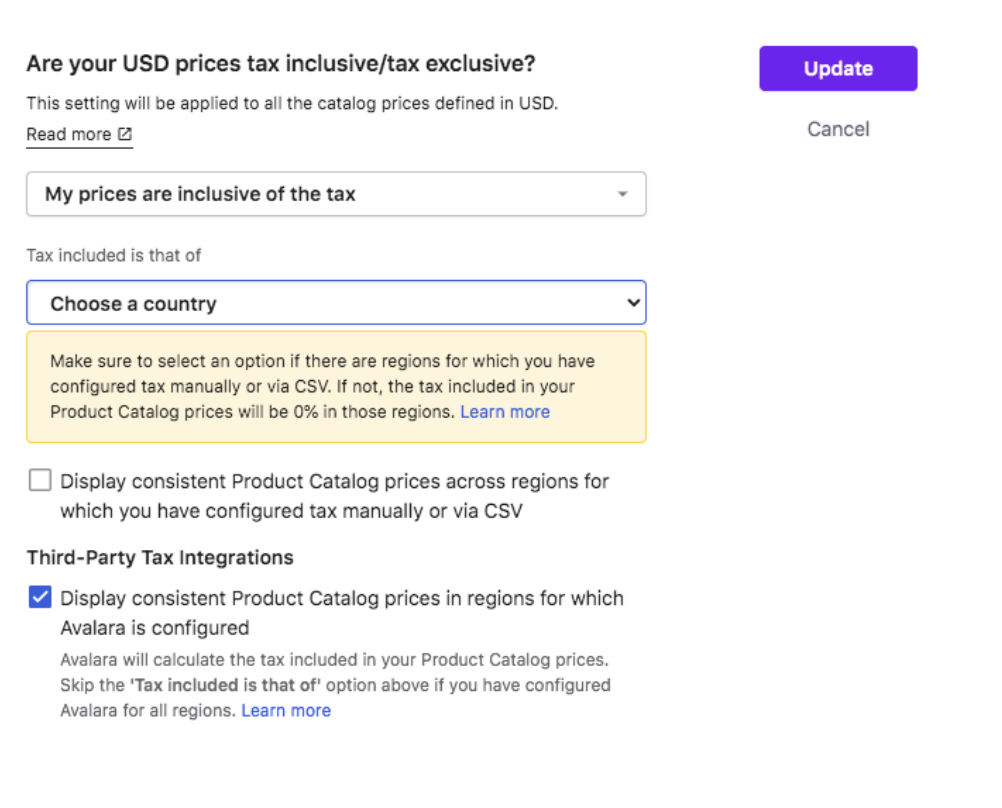 Are your USD prices tax inclusive/tax exclusive?
Update
This setting will be applied to all the catalog prices defined in USD.
Cancel
Read more
My prices are inclusive of the tax
Tax included is that of
Choose a country
Make sure to select an option if there are regions for which you have
configured tax manually or via CSV. If not, the tax included in your
Product Catalog prices will be 0% in those regions. Learn more
Display consistent Product Catalog prices across regions for
which you have configured tax manually or via CSV
Third-Party Tax Integrations
Display consistent Product Catalog prices in regions for which
Avalara is configured
Avalara will calculate the tax included in your Product Catalog prices.
Skip the 'Tax included is that of' option above if you have configured
Avalara for all regions. Learn more